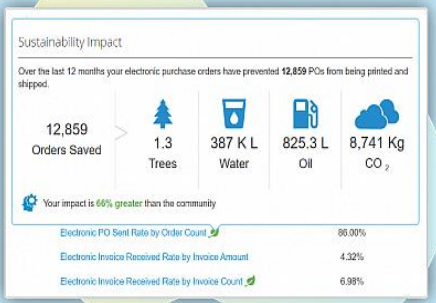 Sustainability Impact
Over the last 12 months your electronic purchase orders have prevented 12,859 POs from being printed and
shipped.
12,859
Orders Saved
1.3
Trees
387 K L
Water
825.3 L
Oil
8,741 Kg
CO 2
Your impact is 66% greater than the community
Electronic PO Sent Rate by Order Count 86.00%
Electronic Invoice Received Rate by Invoice Amount 4.32%
Electronic Invoice Received Rate by Invoice Count 6.98%